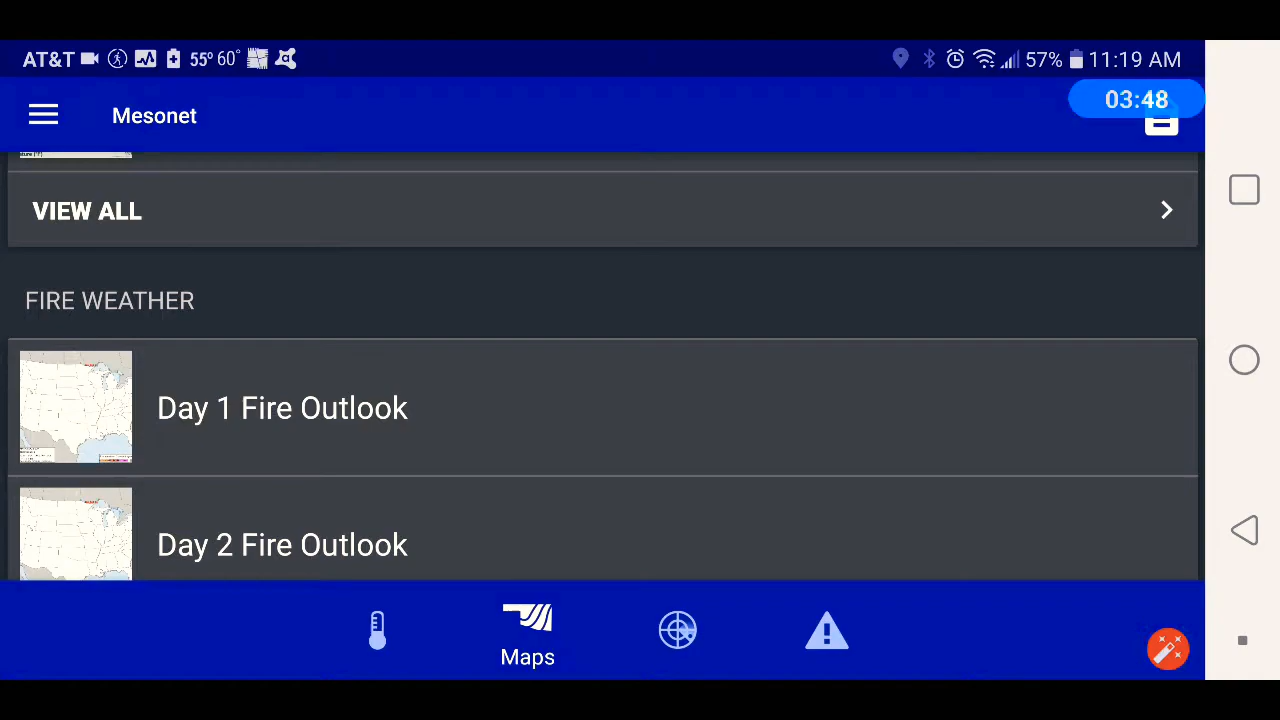 AT&T 55° 60° 57% 11:19 AM
Mesonet
03:48
VIEW ALL
FIRE WEATHER
Day 1 Fire Outlook
Day 2 Fire Outlook
Maps